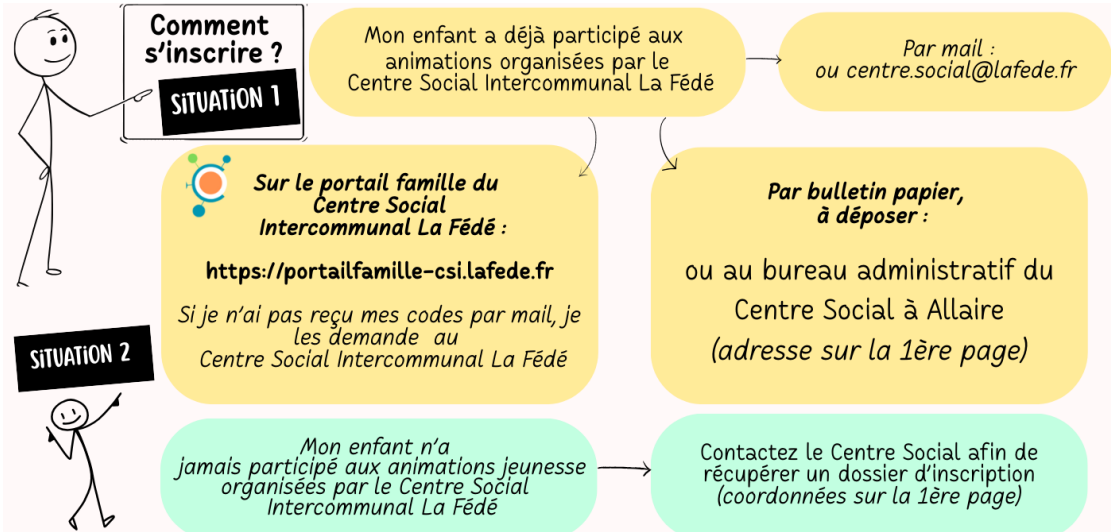 Comment
s'inscrire ?
SiTUATiON 1
Mon enfant a déjà participé aux
animations organisées par le
Centre Social Intercommunal La Fédé
Par mail :
ou centre.social@lafede.fr
Sur le portail famille du
Centre Social
Intercommunal La Fédé :
https://portailfamille-csi.lafede.fr
Si je n'ai pas reçu mes codes par mail, je
les demande au
Centre Social Intercommunal La Fédé
Par bulletin papier,
à déposer :
ou au bureau administratif du
Centre Social à Allaire
(adresse sur la 1ère page)
SiTUATiON 2
Mon enfant n'a
jamais participé aux animations jeunesse
organisées par le Centre Social
Intercommunal La Fédé
Contactez le Centre Social afin de
récupérer un dossier d'inscription
(coordonnées sur la 1ère page)